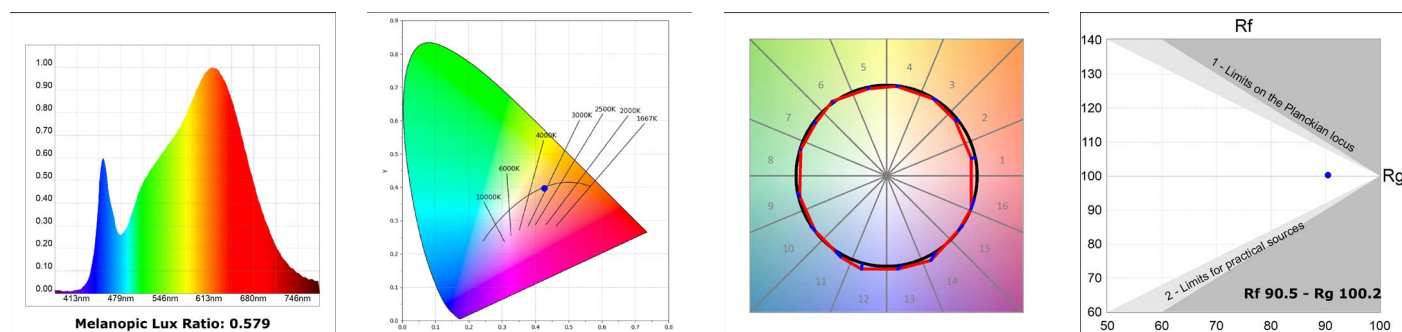 1.00
0.90
0.80
0.70
0.60
0.50
0.40
0.30
0.20
0.10
0.00
413nm 479nm 546nm 613nm 680nm 746nm
Melanopic Lux Ratio: 0.579
0.9
0.8
0.7
0.6
0.5
0.4
0.3
0.2
0.1
0.0
y
0.0 0.1 0.2 0.3 0.4 0.5 0.6 0.7 0.8
10000K
6000K
4000K
3000K
2500K
2000K
1667K
1
2
3
4
5
6
7
8
9
10
11
12
13
14
15
16
Rf
140
130
120
110
100
90
80
70
60
50 60 70 80 90 100
Rg
1 - Limits on the Planckian locus
2 - Limits for practical sources
Rf 90.5 - Rg 100.2